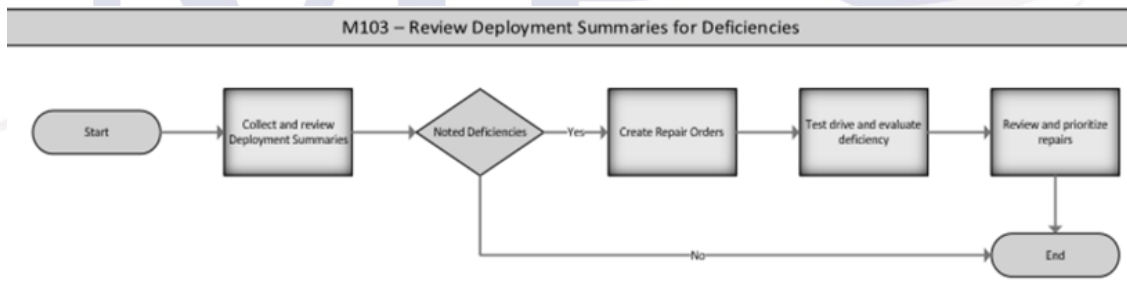 M103 – Review Deployment Summaries for Deficiencies
Start
Collect and review
Deployment Summaries
Noted Deficiencies
Yes
Create Repair Orders
Test drive and evaluate
deficiency
Review and prioritize
repairs
No
End